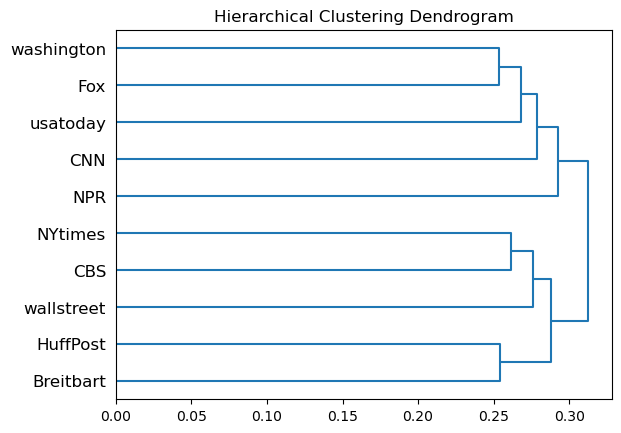 Hierarchical Clustering Dendrogram
washington
Fox
usatoday
CNN
NPR
NYtimes
CBS
wallstreet
HuffPost
Breitbart
0.00 0.05 0.10 0.15 0.20 0.25 0.30